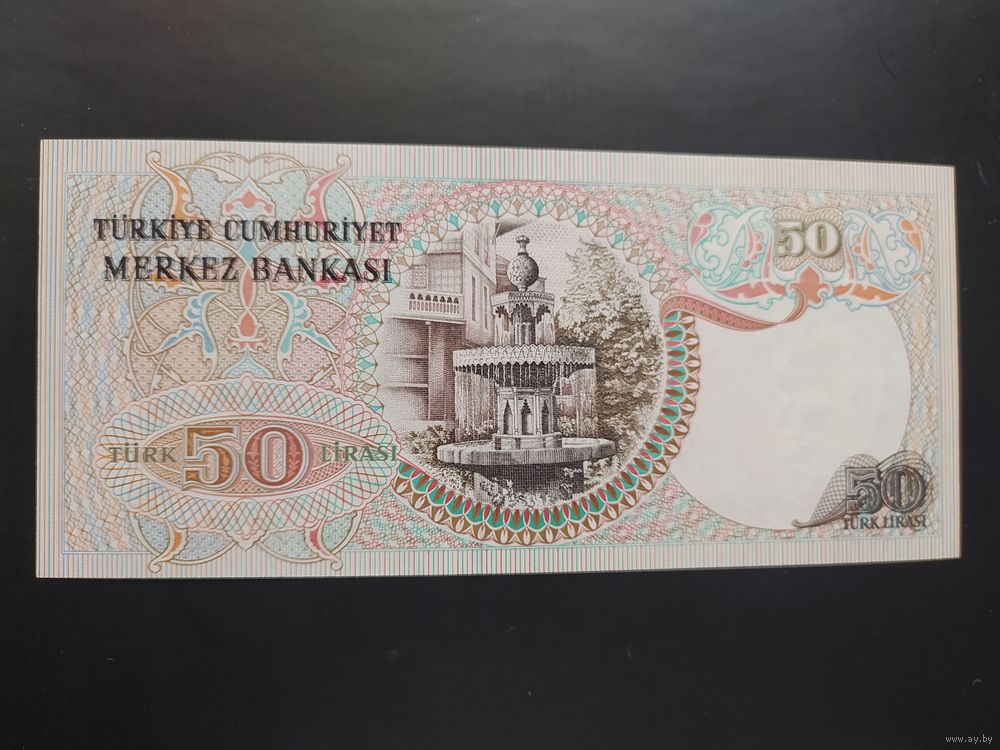 TÜRKİYE CUMHURİYET
MERKEZ BANKASI
50
TÜRK 50 LİRASI
50
TÜRK LİRASI
www.ay.by